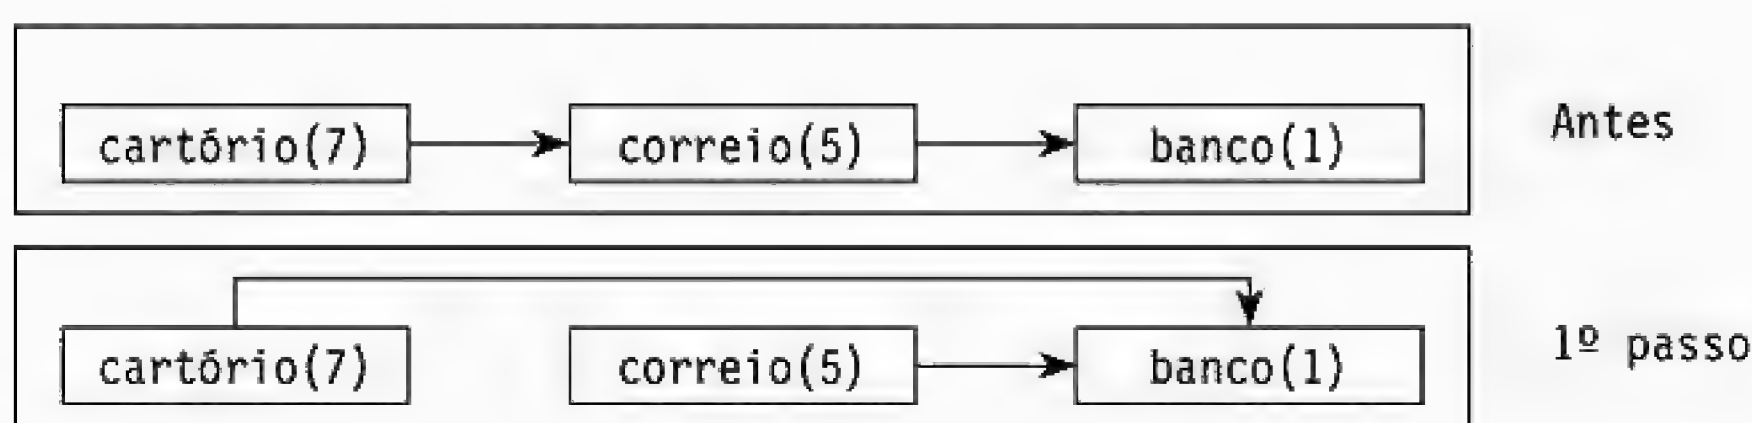 cartório(7) correio(5) banco(1) Antes
cartório(7) correio(5) banco(1) 1º passo